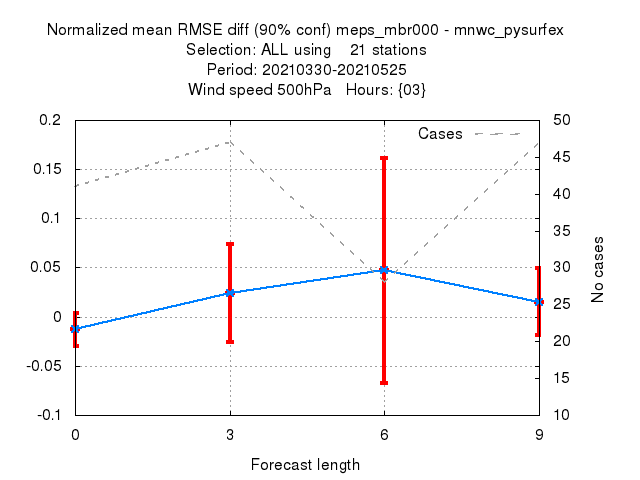 Normalized mean RMSE diff (90% conf) meps_mbr000 - mnwc_pysurfex
Selection: ALL using    21 stations
Period: 20210330-20210525
Wind speed 500hPa   Hours: {03}
0.2
0.15
0.1
0.05
0
-0.05
-0.1
Cases
50
45
40
35
30
25
20
15
10
No cases
0 3 6 9
Forecast length